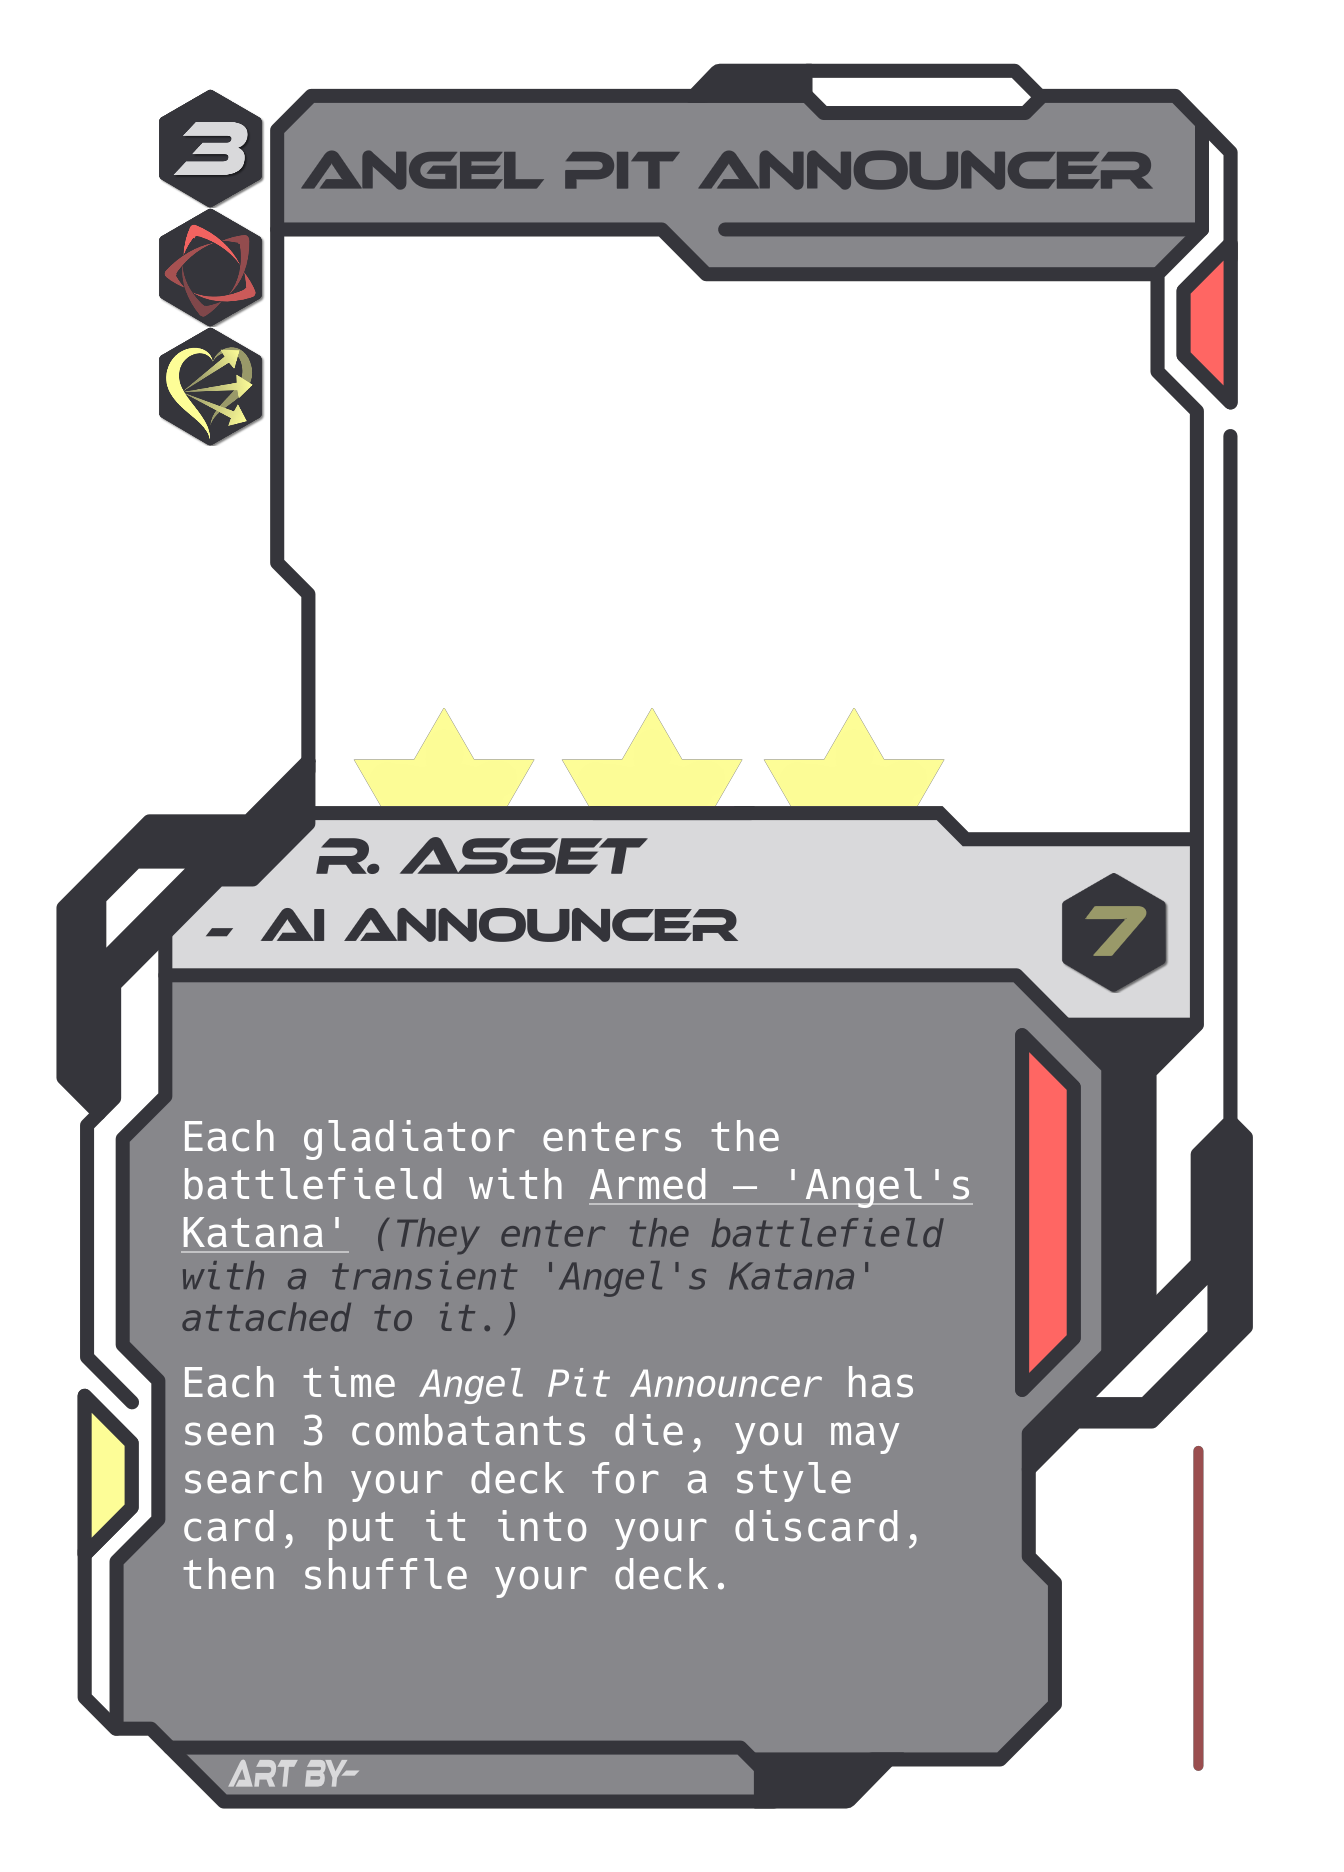 3
ANGEL PIT ANNOUNCER
R. ASSET
- AI ANNOUNCER
7
Each gladiator enters the
battlefield with Armed – 'Angel's
Katana' (They enter the battlefield
with a transient 'Angel's Katana'
attached to it.)
Each time Angel Pit Announcer has
seen 3 combatants die, you may
search your deck for a style
card, put it into your discard,
then shuffle your deck.
ART BY-